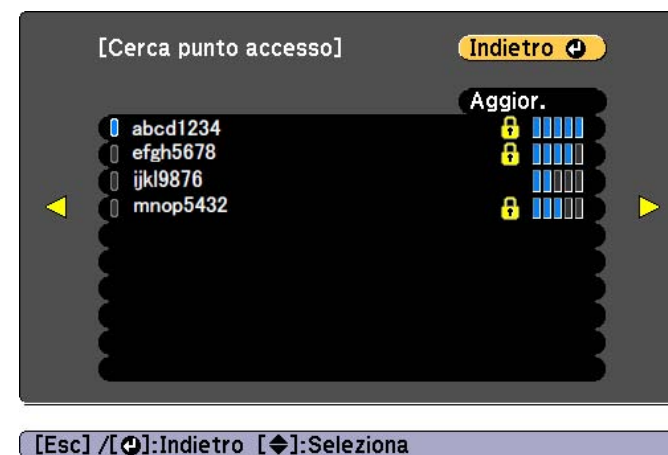 [Cerca punto accesso]
Indietro
Aggior.
abcd1234
efgh5678
ijkl9876
mnop5432
[Esc] /[⏎]:Indietro [◆]:Seleziona